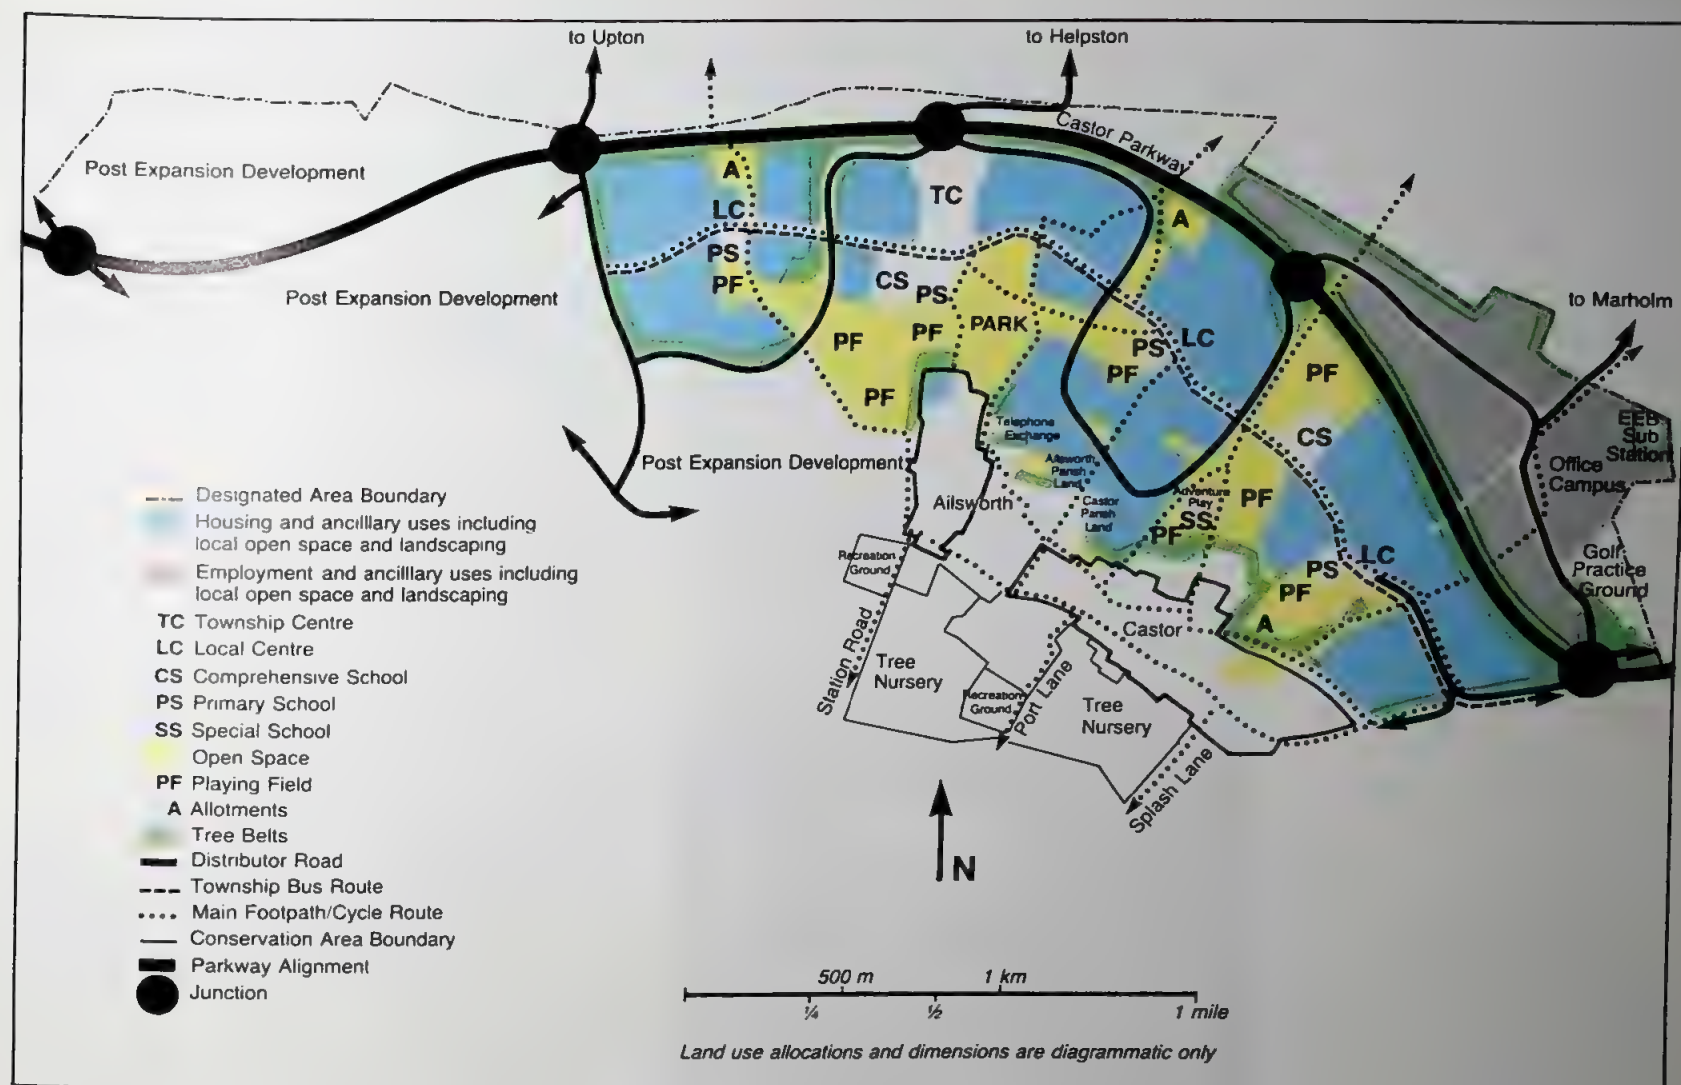 to Upton
to Helpston
Castor Parkway
Post Expansion Development
A
TC
LC
A
PS
CS
PS
Post Expansion Development
PF
to Marholm
PARK
PF
PF
LC
PS
PF
PF
PF
Telephone
Exchange
CS
EEB
Sub
Station
Post Expansion Development
Ailsworth
Parish
Land
Office
Campus
Ailsworth
Castor
Parish
Land
Adventure
Play
PF
SS
PF
Recreation
Ground
LC
PS
Golf
Practice
Ground
PF
Castor
A
Station Road
Tree
Nursery
Port Lane
Recreation
Ground
Tree
Nursery
Splash Lane
N
Designated Area Boundary
Housing and ancilllary uses including
local open space and landscaping
Employment and ancilllary uses including
local open space and landscaping
TC Township Centre
LC Local Centre
CS Comprehensive School
PS Primary School
SS Special School
Open Space
PF Playing Field
A Allotments
Tree Belts
Distributor Road
Township Bus Route
Main Footpath/Cycle Route
Conservation Area Boundary
Parkway Alignment
Junction
500 m 1 km
¼ ½ 1 mile
Land use allocations and dimensions are diagrammatic only